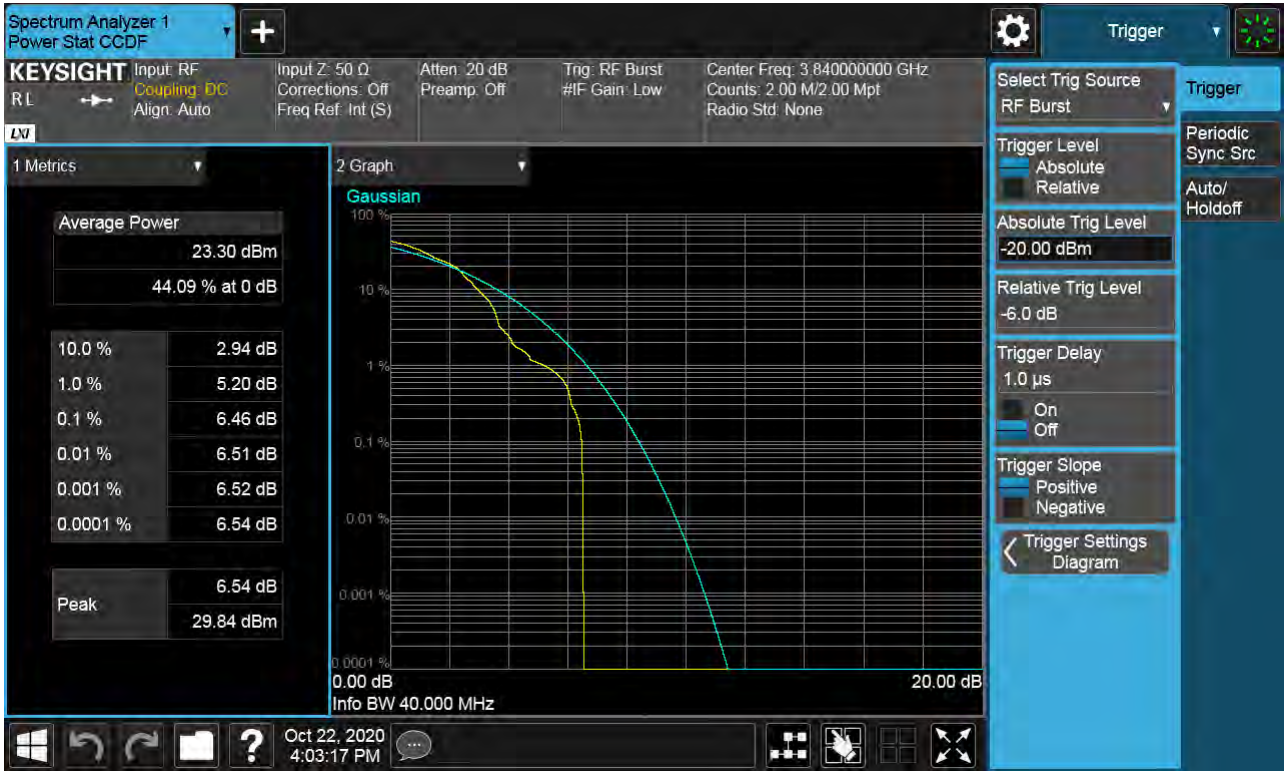 Spectrum Analyzer 1
Power Stat CCDF
+
Trigger
KEYSIGHT
RL
LXI
Input: RF
Coupling: DC
Align: Auto
Input Z: 50 Ω
Corrections: Off
Freq Ref: Int (S)
Atten: 20 dB
Preamp: Off
Trig: RF Burst
#IF Gain: Low
Center Freq: 3.840000000 GHz
Counts: 2.00 M/2.00 Mpt
Radio Std: None
1 Metrics
Average Power
23.30 dBm
44.09 % at 0 dB
10.0 % 2.94 dB
1.0 % 5.20 dB
0.1 % 6.46 dB
0.01 % 6.51 dB
0.001 % 6.52 dB
0.0001 % 6.54 dB
Peak
6.54 dB
29.84 dBm
2 Graph
Gaussian
100 %
10 %
1 %
0.1 %
0.01 %
0.001 %
0.0001 %
0.00 dB 20.00 dB
Info BW 40.000 MHz
Select Trig Source
RF Burst
Trigger Level
Absolute
Relative
Absolute Trig Level
-20.00 dBm
Relative Trig Level
-6.0 dB
Trigger Delay
1.0 µs
On
Off
Trigger Slope
Positive
Negative
Trigger Settings
Diagram
Trigger
Periodic
Sync Src
Auto/
Holdoff
?
Oct 22, 2020
4:03:17 PM